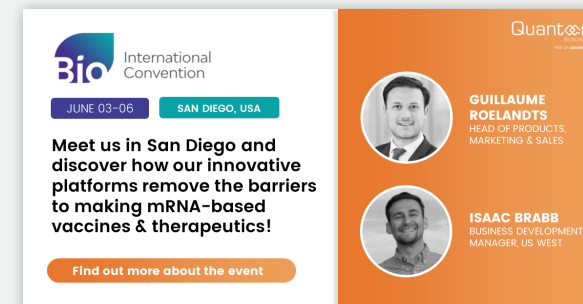 Bio
International
Convention
JUNE 03-06
SAN DIEGO, USA
Meet us in San Diego and
discover how our innovative
platforms remove the barriers
to making mRNA-based
vaccines & therapeutics!
Find out more about the event
GUILLAUME
ROELANDTS
HEAD OF PRODUCTS,
MARKETING & SALES
ISAAC BRABB
BUSINESS DEVELOPMENT
MANAGER, US WEST